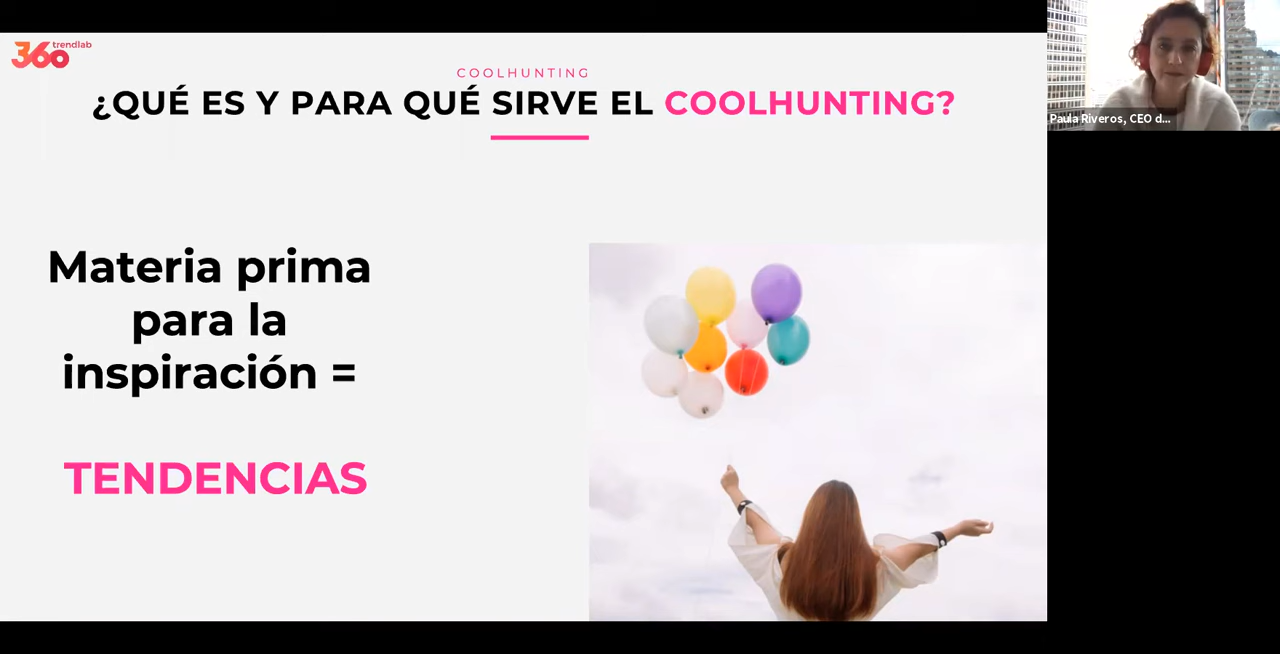 360 trendlab
COOLHUNTING
¿QUÉ ES Y PARA QUÉ SIRVE EL COOLHUNTING?
Paula Riveros, CEO d...
Materia prima
para la
inspiración =
TENDENCIAS